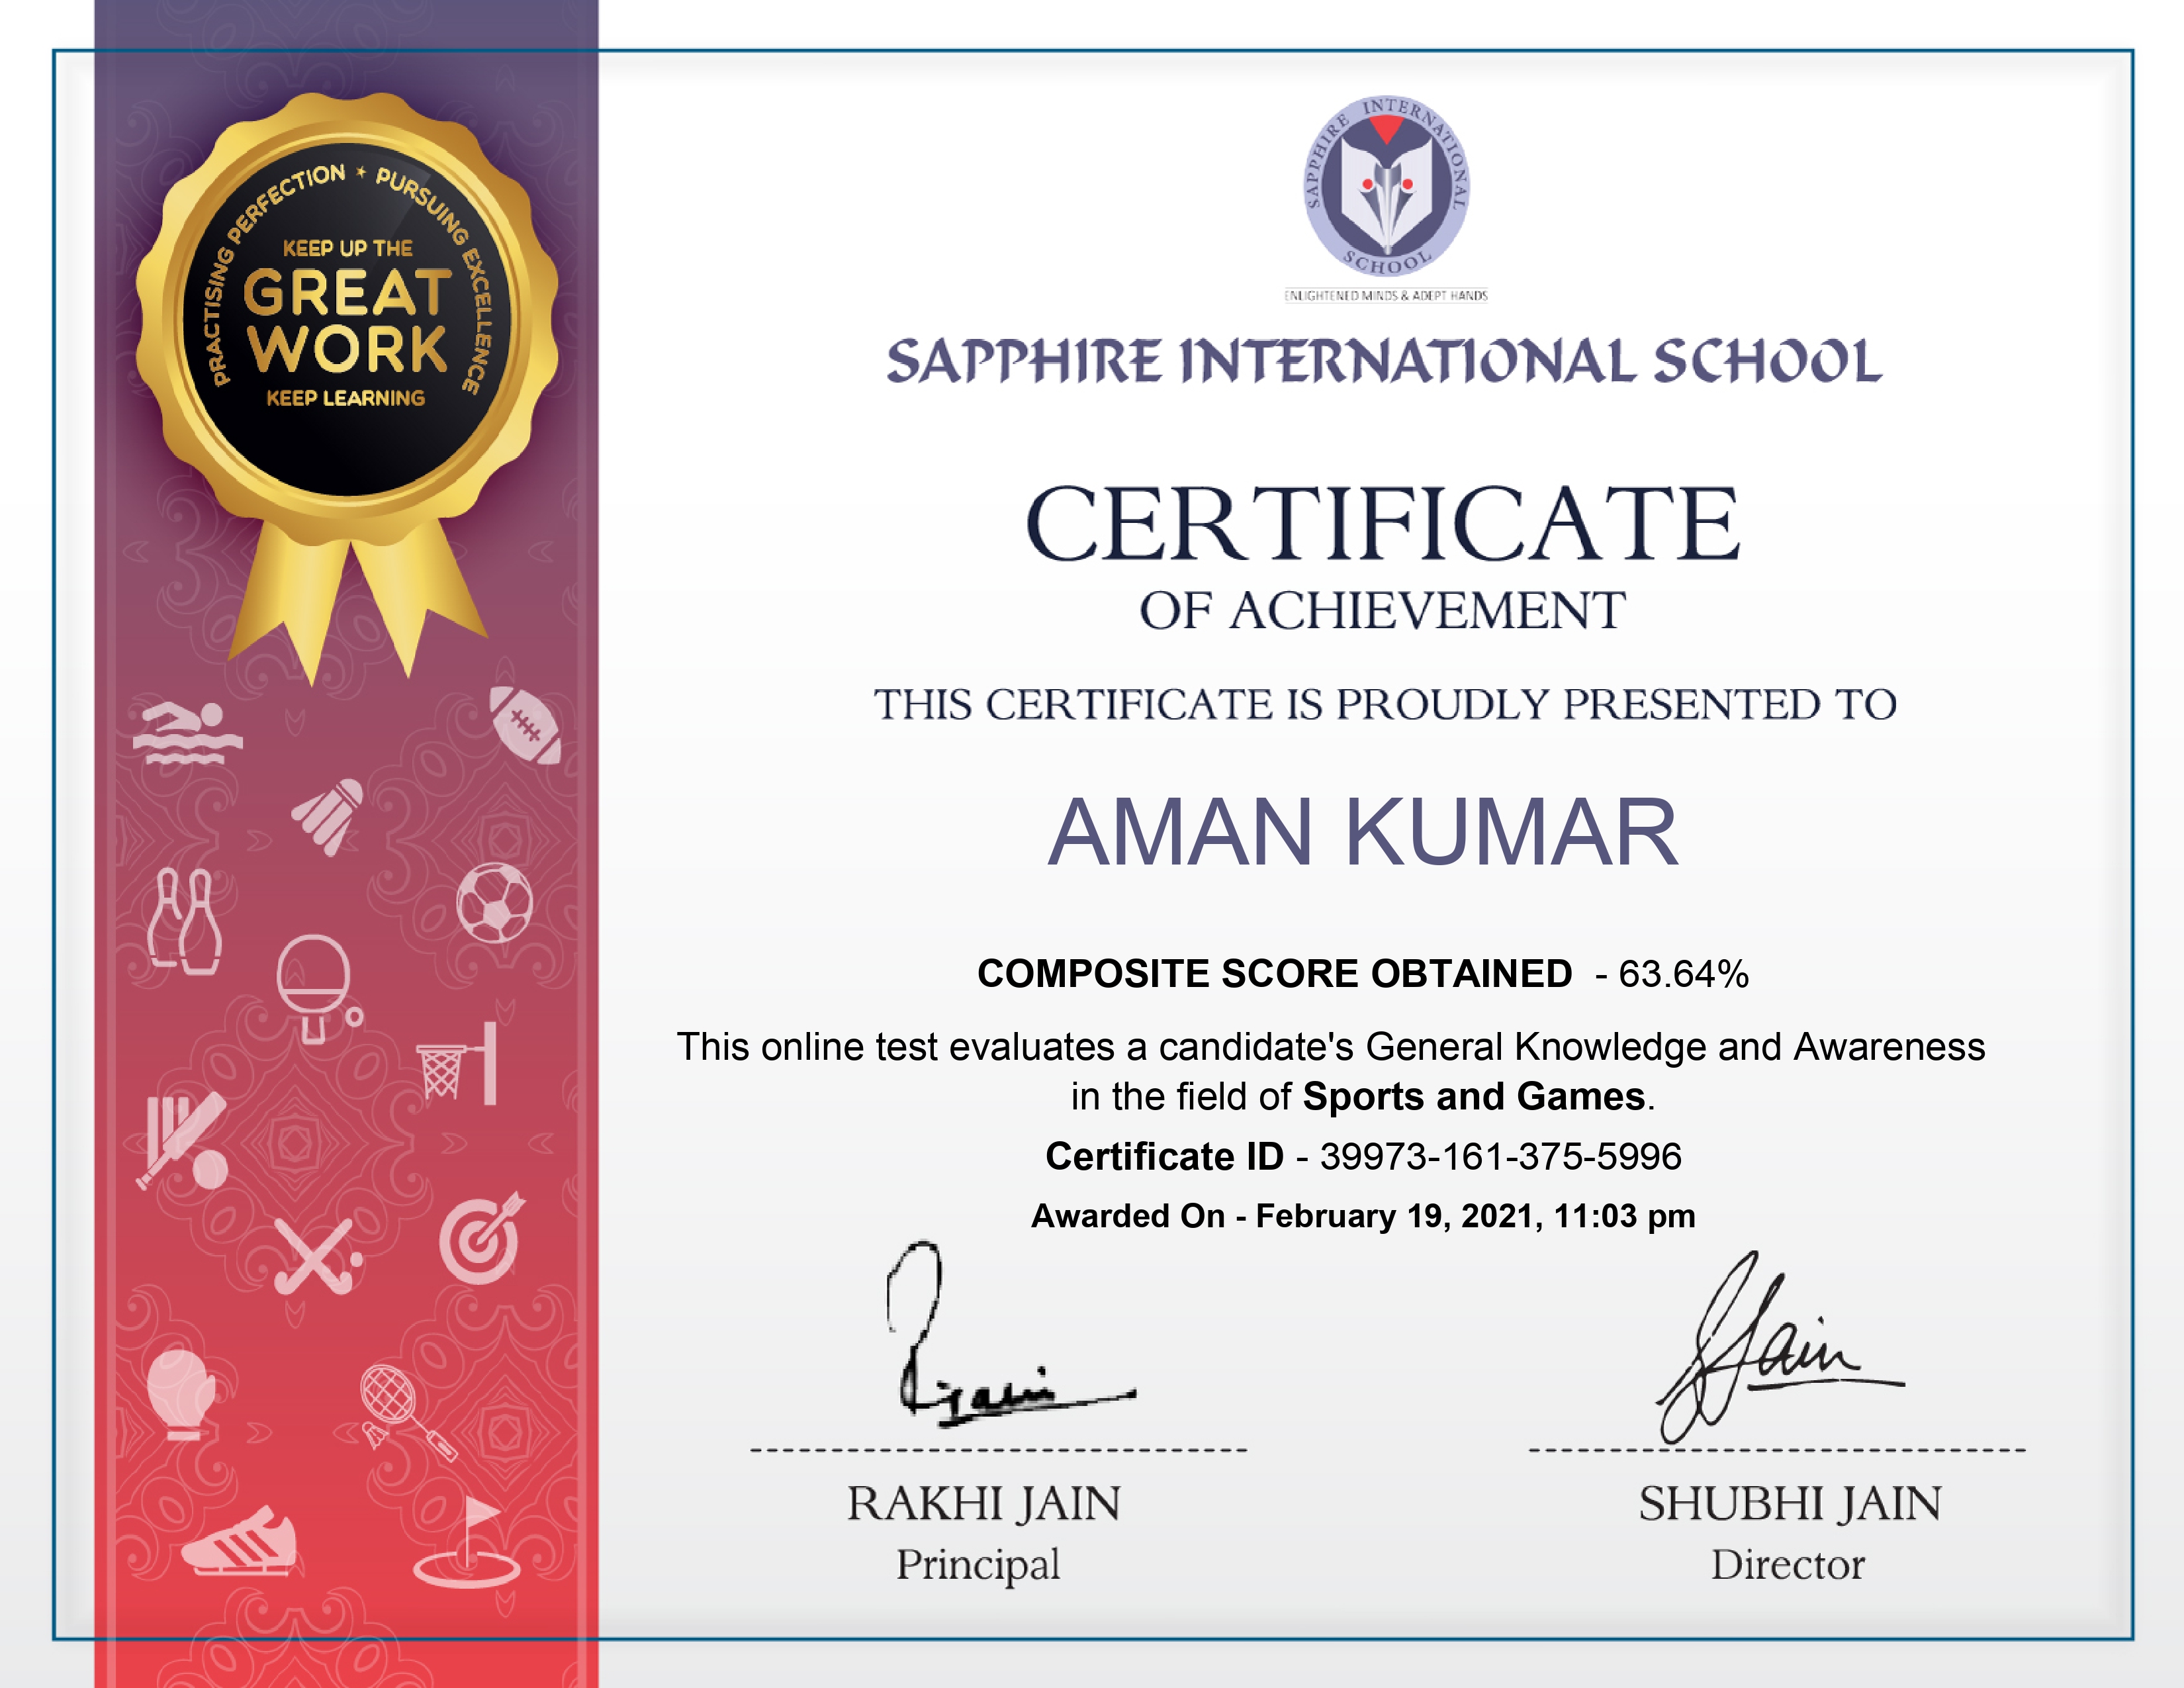 PRACTISING PERFECTION ★ PURSUING EXCELLENCE
KEEP UP THE
GREAT
WORK
KEEP LEARNING
SAPPHIRE INTERNATIONAL
SCHOOL
ENLIGHTENED MINDS & ADEPT HANDS
SAPPHIRE INTERNATIONAL SCHOOL
CERTIFICATE
OF ACHIEVEMENT
THIS CERTIFICATE IS PROUDLY PRESENTED TO
AMAN KUMAR
COMPOSITE SCORE OBTAINED - 63.64%
This online test evaluates a candidate's General Knowledge and Awareness
in the field of Sports and Games.
Certificate ID - 39973-161-375-5996
Awarded On - February 19, 2021, 11:03 pm
RAKHI JAIN
Principal
SHUBHI JAIN
Director